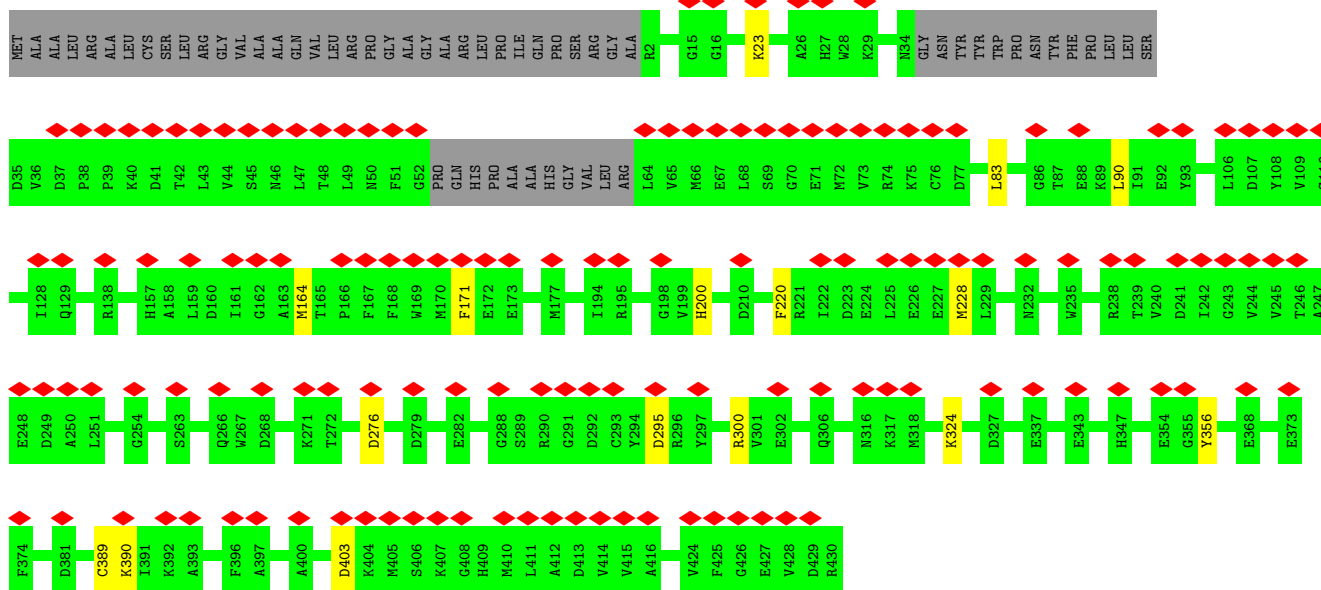 MET ALA ALA LEU ARG ALA LEU CYS SER LEU ARG GLY VAL ALA ALA GLN VAL LEU ARG PRO GLY ALA GLY ALA ARG LEU PRO ILE GLN PRO SER ARG GLY ALA R2 G15 G16 K23 A26 H27 W28 K29 N34 GLY ASN TYR TYR TRP PRO ASN TYR PHE PRO LEU LEU SER
D35 V36 D37 P38 P39 K40 D41 T42 L43 V44 S45 N46 L47 T48 L49 N50 F51 G52 PRO GLN HIS PRO ALA ALA HIS GLY VAL LEU ARG L64 V65 M66 E67 L68 S69 G70 E71 M72 V73 R74 K75 C76 D77 L83 G86 T87 E88 K89 L90 I91 E92 Y93 L106 D107 Y108 V109
I128 Q129 R138 H157 A158 L159 D160 I161 G162 A163 M164 T165 P166 F167 F168 W169 M170 F171 E172 E173 M177 I194 R195 G198 V199 H200 D210 F220 R221 I222 D223 E224 L225 E226 E227 M228 L229 N232 W235 R238 T239 V240 D241 I242 G243 V244 V245 T246 A247
E248 D249 A250 L251 G254 S263 Q266 W267 D268 K271 T272 D276 D279 E282 G288 S289 R290 G291 D292 C293 Y294 D295 R296 Y297 R300 V301 E302 Q306 N316 K317 M318 K324 D327 E337 E343 H347 E354 G355 Y356 E368 E373
F374 D381 C389 K390 I391 K392 A393 F396 A397 A400 D403 K404 M405 S406 K407 G408 H409 M410 L411 A412 D413 V414 V415 A416 V424 F425 G426 E427 V428 D429 R430